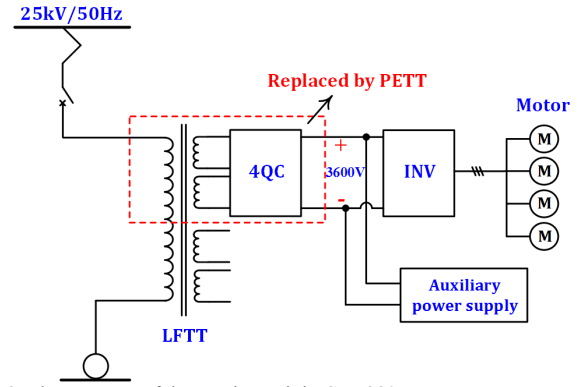 25kV/50Hz
Replaced by PETT
Motor
4QC
+
3600V
-
INV
M
M
M
M
LFTT
Auxiliary
power supply